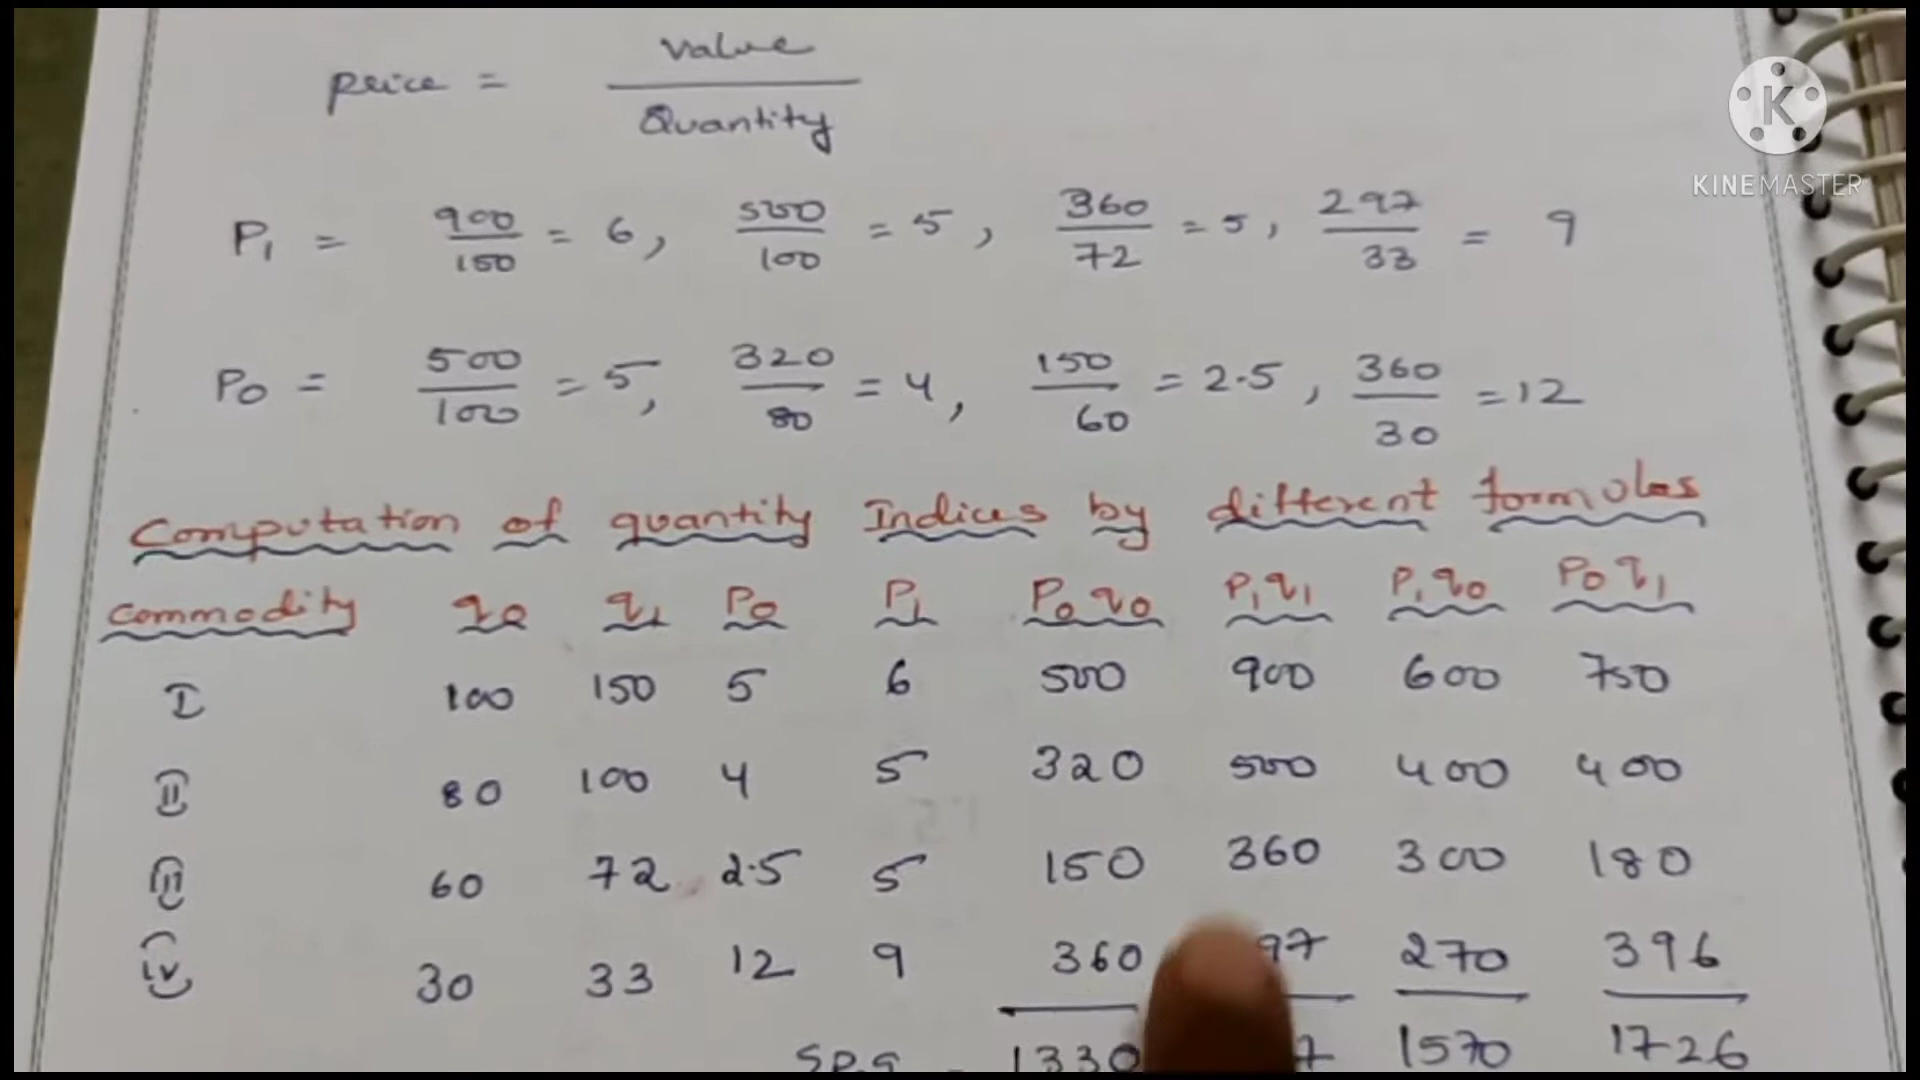 price = Value / Quantity
KINEMASTER
P1 = 900/150 = 6, 500/100 = 5, 360/72 = 5, 297/33 = 9
P0 = 500/100 = 5, 320/80 = 4, 150/60 = 2.5, 360/30 = 12
Computation of quantity Indices by different formulas
Commodity q0 q1 P0 P1 P0q0 P1q1 P1q0 P0q1
I 100 150 5 6 500 900 600 750
II 80 100 4 5 320 500 400 400
III 60 72 2.5 5 150 360 300 180
IV 30 33 12 9 360 97 270 396
1330 7 1570 1726